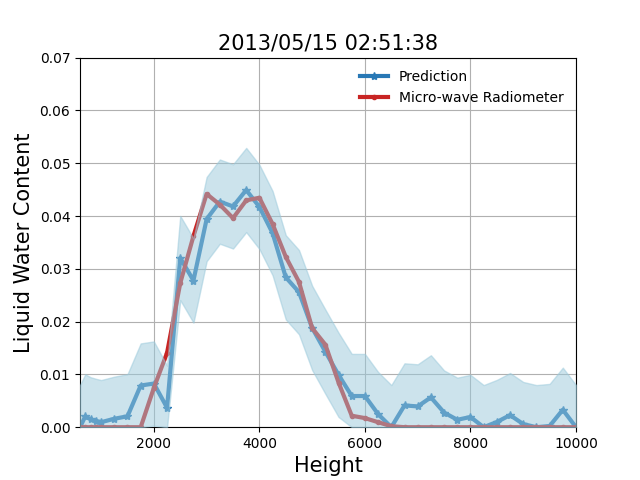 2013/05/15 02:51:38
0.07
0.06
0.05
0.04
0.03
0.02
0.01
0.00
Liquid Water Content
Prediction
Micro-wave Radiometer
2000 4000 6000 8000 10000
Height